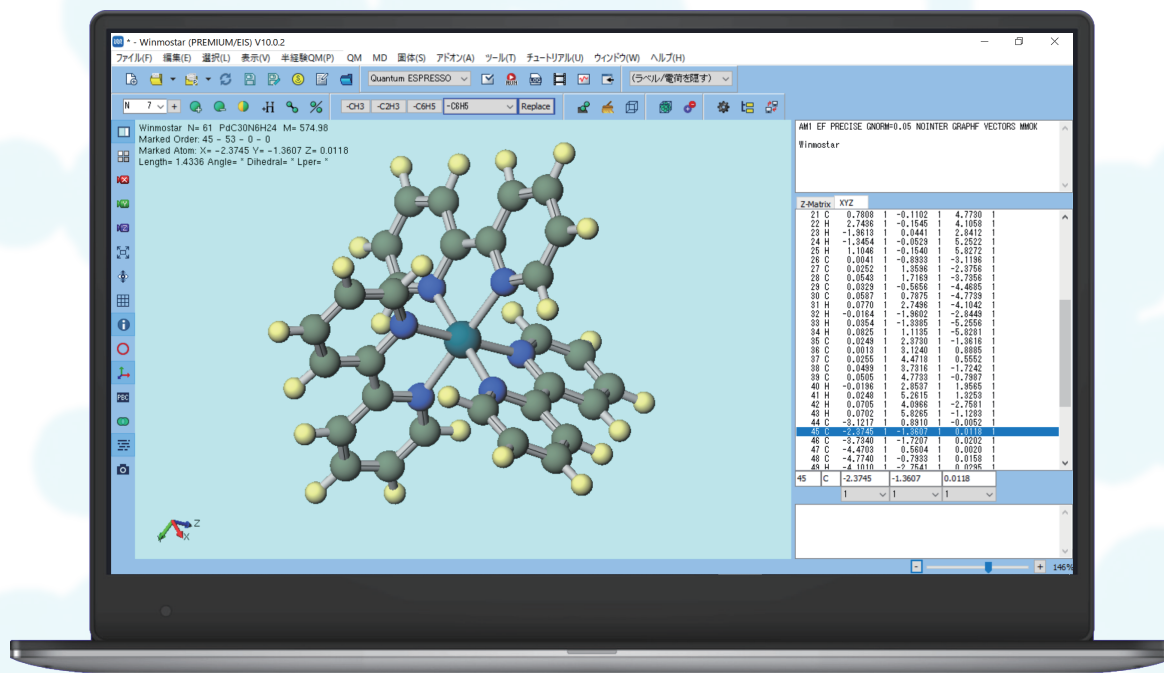 * - Winmostar (PREMIUM/EIS) V10.0.2
ファイル(F) 編集(E) 選択(L) 表示(V) 半経験QM(P) QM MD 固体(S) アドオン(A) ツール(T) チュートリアル(U) ウィンドウ(W) ヘルプ(H)
Quantum ESPRESSO (ラベル/電荷を隠す)
N 7 + -H -CH3 -C2H3 -C6H5 -C6H5 Replace
Winmostar N= 61 PdC30N6H24 M= 574.98
Marked Order: 45 - 53 - 0 - 0
Marked Atom: X= -2.3745 Y= -1.3607 Z= 0.0118
Length= 1.4336 Angle= * Dihedral= * Lper= *
Z
X
PBC
AM1 EF PRECISE GNORM=0.05 NOINTER GRAPHF VECTORS MMOK
Winmostar
Z-Matrix XYZ
21 C 0.7808 1 -0.1102 1 4.7730 1
22 H 2.7436 1 -0.1545 1 4.1058 1
23 H -1.9613 1 0.0441 1 2.8412 1
24 H -1.3454 1 -0.0529 1 5.2522 1
25 H 1.1046 1 -0.1540 1 5.8272 1
26 C 0.0041 1 -0.8933 1 -3.1196 1
27 C 0.0252 1 1.3596 1 -2.3756 1
28 C 0.0543 1 1.7169 1 -3.7356 1
29 C 0.0329 1 -0.5656 1 -4.4685 1
30 C 0.0587 1 0.7875 1 -4.7739 1
31 H 0.0770 1 2.7496 1 -4.1042 1
32 H -0.0164 1 -1.9602 1 -2.8449 1
33 H 0.0354 1 -1.3385 1 -5.2556 1
34 H 0.0825 1 1.1135 1 -5.8281 1
35 C 0.0249 1 2.3730 1 -1.3616 1
36 C 0.0013 1 3.1240 1 0.8885 1
37 C 0.0255 1 4.4718 1 0.5552 1
38 C 0.0499 1 3.7316 1 -1.7242 1
39 C 0.0505 1 4.7733 1 -0.7987 1
40 H -0.0196 1 2.8537 1 1.9565 1
41 H 0.0248 1 5.2615 1 1.3253 1
42 H 0.0705 1 4.0966 1 -2.7581 1
43 H 0.0702 1 5.8265 1 -1.1283 1
44 C -3.1217 1 0.8910 1 -0.0052 1
45 C -2.3745 1 -1.3607 1 0.0118 1
46 C -3.7340 1 -1.7207 1 0.0202 1
47 C -4.4703 1 0.5604 1 0.0020 1
48 C -4.7740 1 -0.7933 1 0.0158 1
49 H -4.1010 1 -2.7541 1 0.0295 1
45 C -2.3745 -1.3607 0.0118
1 1 1
- + 146%